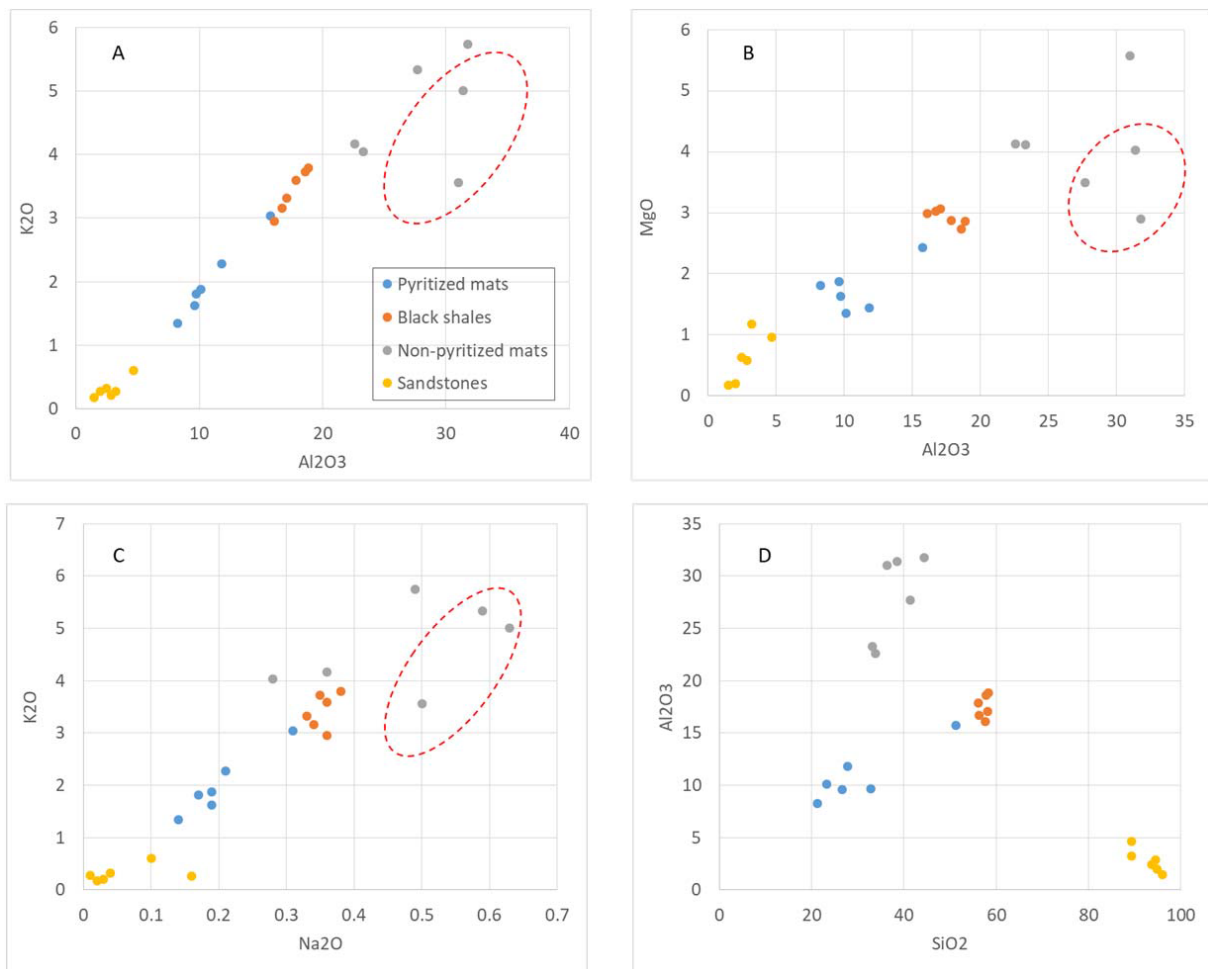 A
K2O
6
5
4
3
2
1
0
Pyritized mats
Black shales
Non-pyritized mats
Sandstones
0 10 20 30 40
Al2O3
B
MgO
6
5
4
3
2
1
0
0 5 10 15 20 25 30 35
Al2O3
C
K2O
7
6
5
4
3
2
1
0
0 0.1 0.2 0.3 0.4 0.5 0.6 0.7
Na2O
D
Al2O3
35
30
25
20
15
10
5
0
0 20 40 60 80 100
SiO2